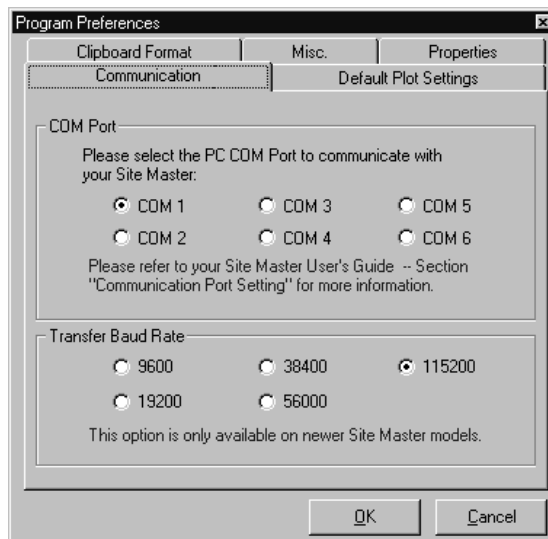 Program Preferences
Clipboard Format Misc. Properties
Communication Default Plot Settings
COM Port
Please select the PC COM Port to communicate with
your Site Master:
COM 1 COM 3 COM 5
COM 2 COM 4 COM 6
Please refer to your Site Master User's Guide -- Section
"Communication Port Setting" for more information.
Transfer Baud Rate
9600 38400 115200
19200 56000
This option is only available on newer Site Master models.
OK Cancel